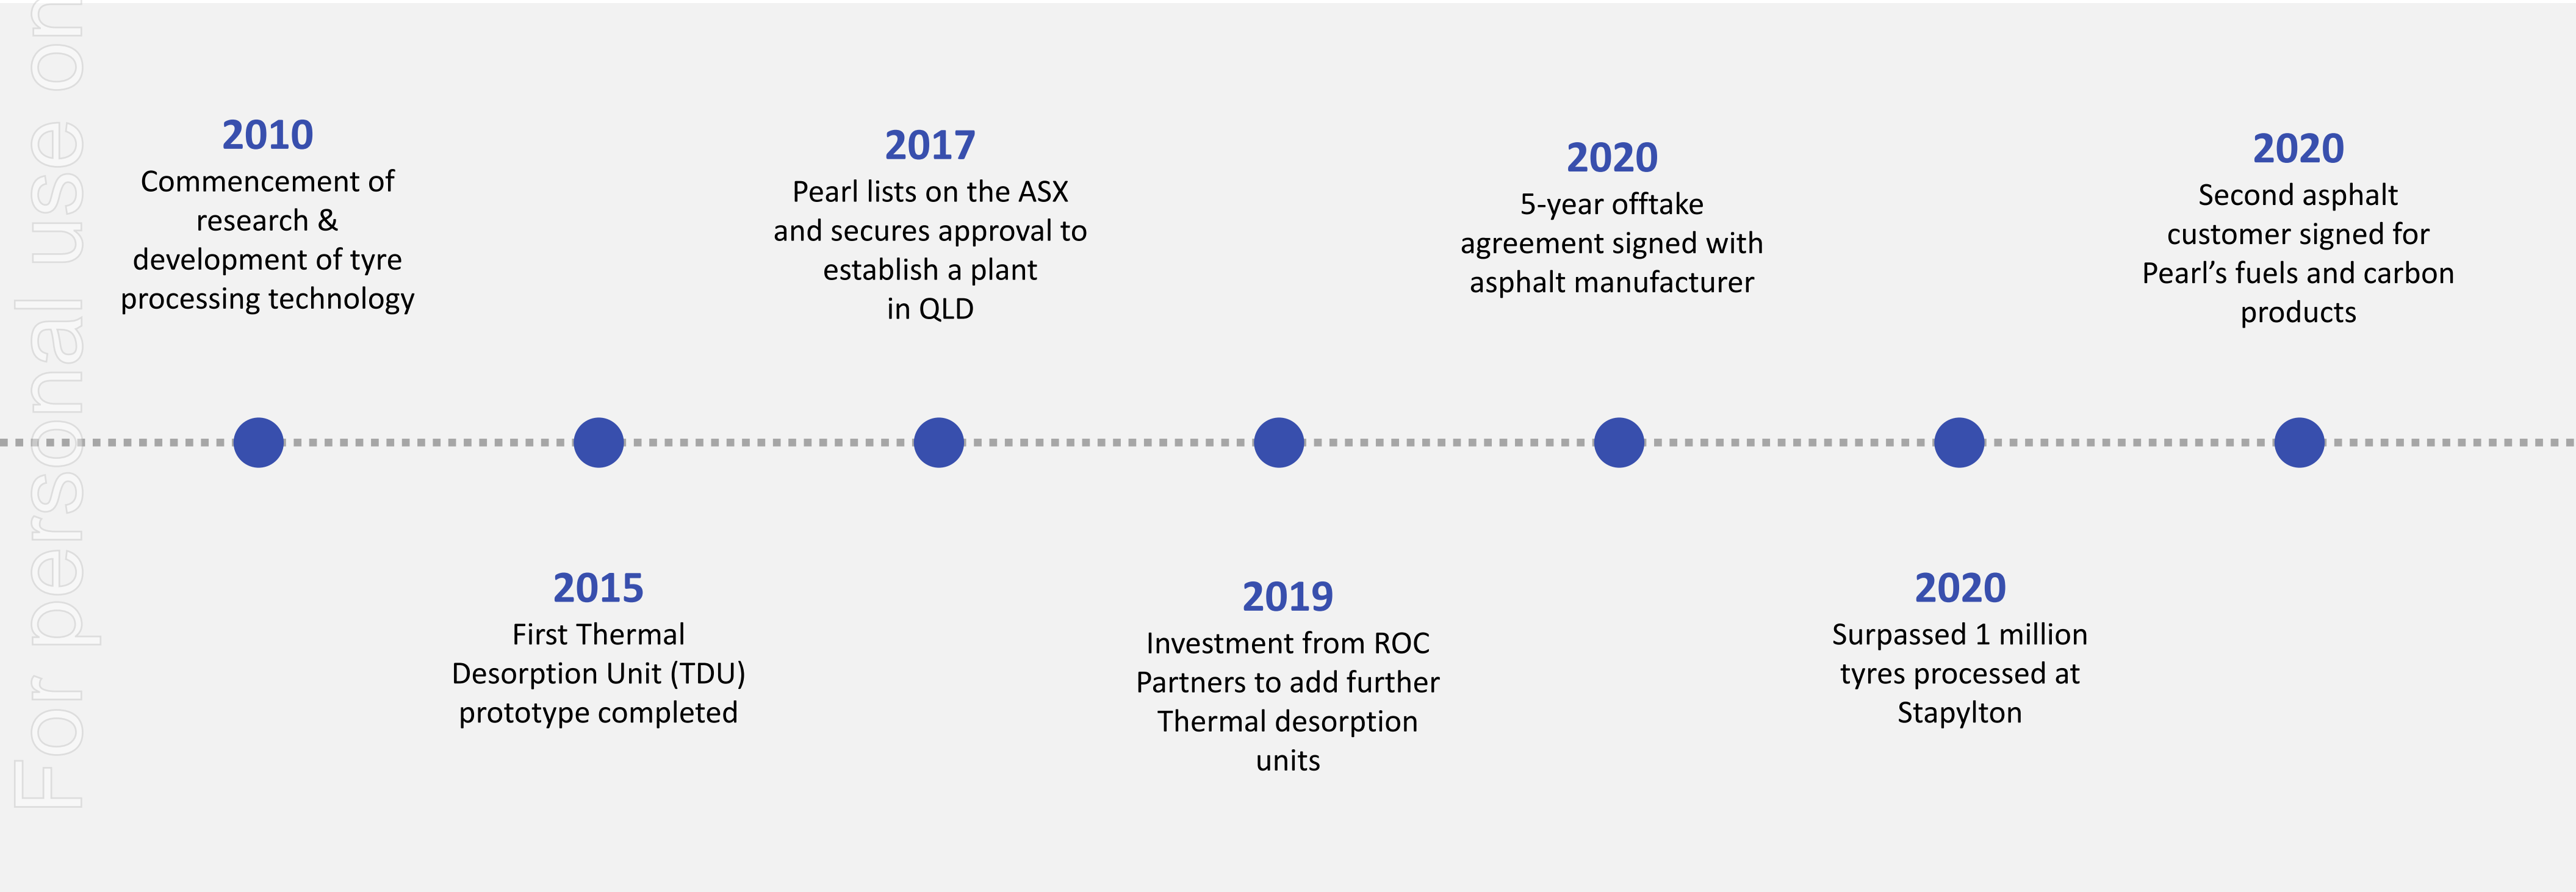 For personal use on
2010
Commencement of
research &
development of tyre
processing technology
2015
First Thermal
Desorption Unit (TDU)
prototype completed
2017
Pearl lists on the ASX
and secures approval to
establish a plant
in QLD
2019
Investment from ROC
Partners to add further
Thermal desorption
units
2020
5-year offtake
agreement signed with
asphalt manufacturer
2020
Surpassed 1 million
tyres processed at
Stapylton
2020
Second asphalt
customer signed for
Pearl’s fuels and carbon
products